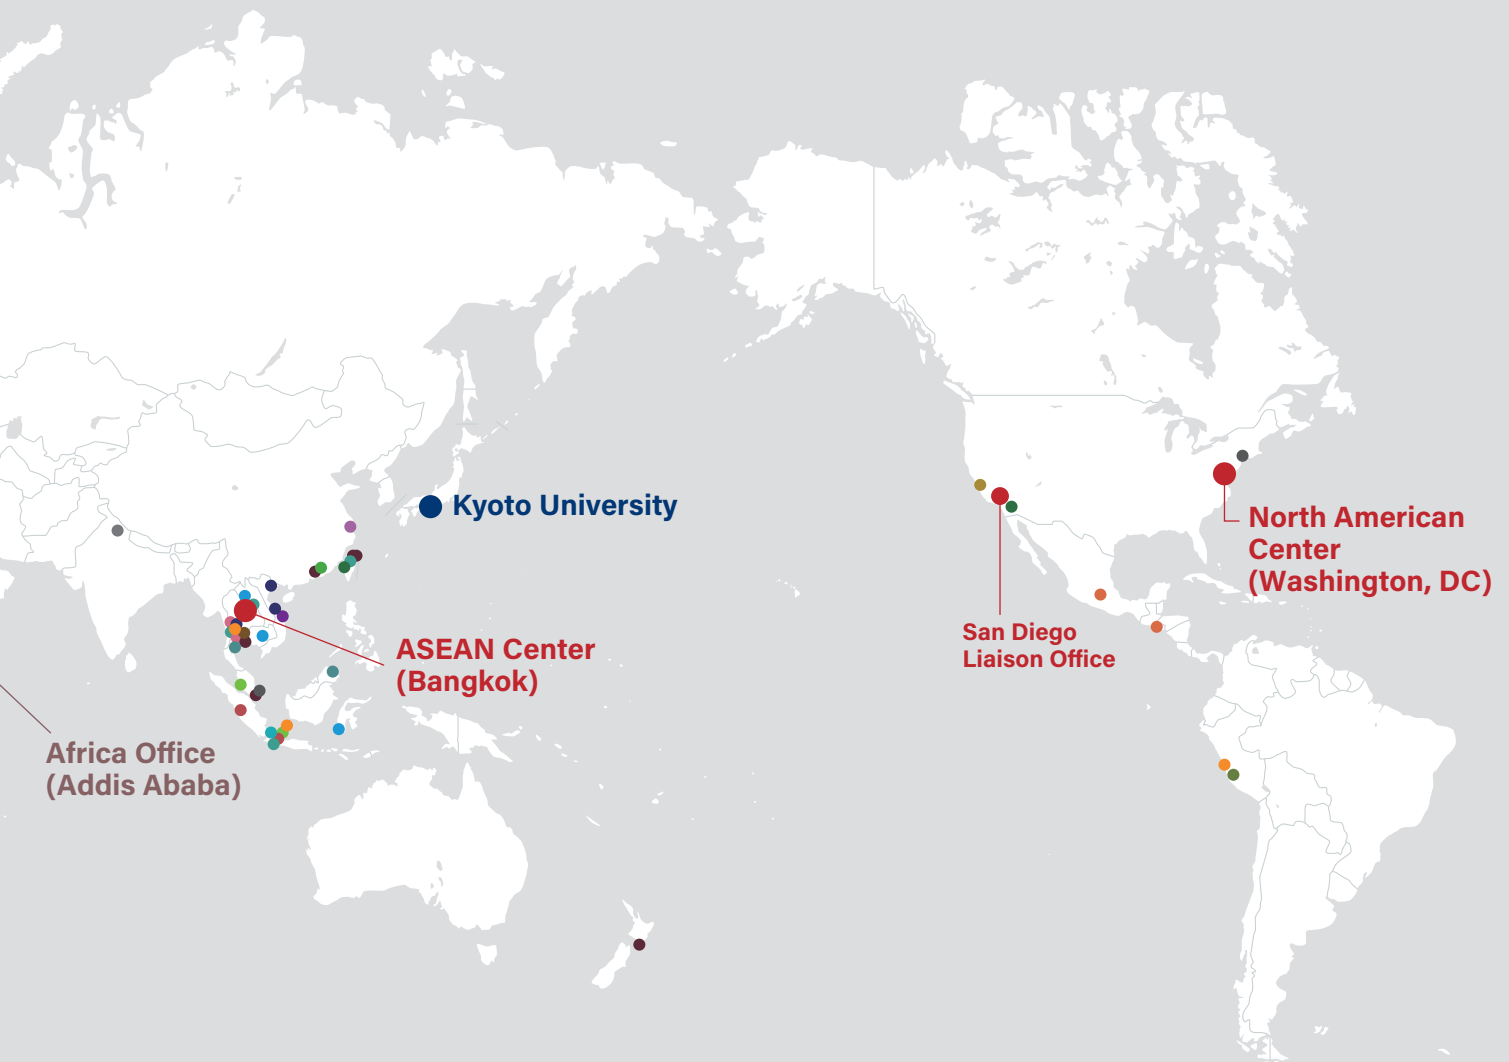 Kyoto University
North American
Center
(Washington, DC)
San Diego
Liaison Office
ASEAN Center
(Bangkok)
Africa Office
(Addis Ababa)